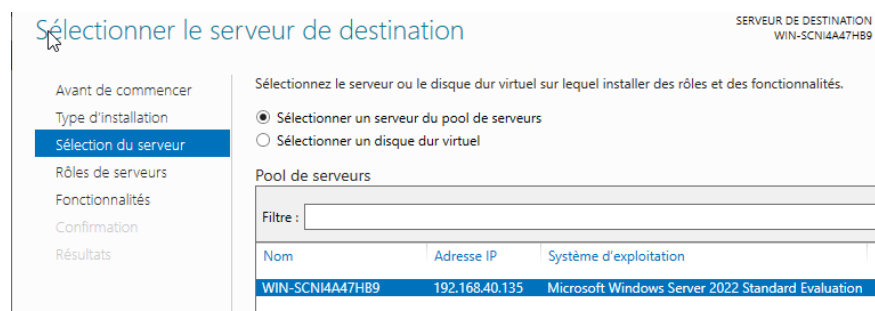 Sélectionner le serveur de destination
SERVEUR DE DESTINATION
WIN-SCNI4A47HB9
Avant de commencer
Type d'installation
Sélection du serveur
Rôles de serveurs
Fonctionnalités
Confirmation
Résultats
Sélectionnez le serveur ou le disque dur virtuel sur lequel installer des rôles et des fonctionnalités.
Sélectionner un serveur du pool de serveurs
Sélectionner un disque dur virtuel
Pool de serveurs
Filtre :
Nom Adresse IP Système d'exploitation
WIN-SCNI4A47HB9 192.168.40.135 Microsoft Windows Server 2022 Standard Evaluation